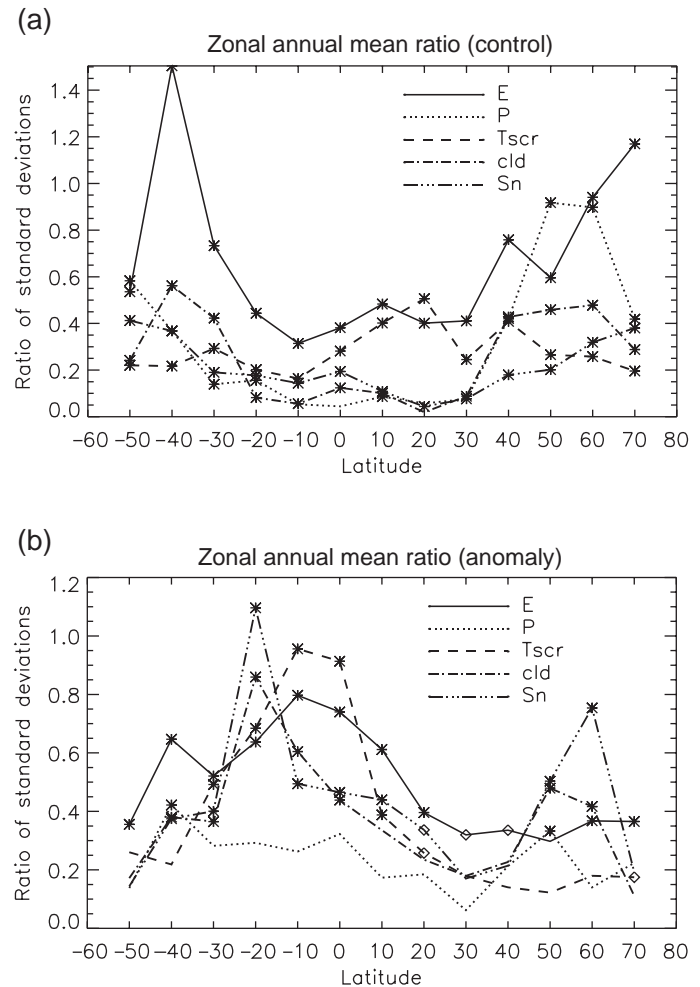 (a)
Zonal annual mean ratio (control)
Ratio of standard deviations
1.4
1.2
1.0
0.8
0.6
0.4
0.2
0.0
E
P
Tscr
cld
Sn
-60 -50 -40 -30 -20 -10 0 10 20 30 40 50 60 70 80
Latitude
(b)
Zonal annual mean ratio (anomaly)
Ratio of standard deviations
1.2
1.0
0.8
0.6
0.4
0.2
0.0
E
P
Tscr
cld
Sn
-60 -50 -40 -30 -20 -10 0 10 20 30 40 50 60 70 80
Latitude